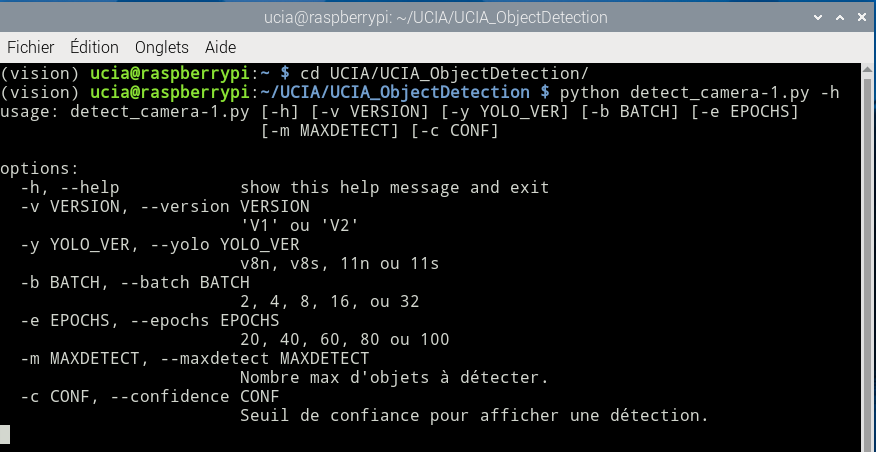 ucia@raspberrypi: ~/UCIA/UCIA_ObjectDetection
Fichier Édition Onglets Aide
(vision) ucia@raspberrypi:~ $ cd UCIA/UCIA_ObjectDetection/
(vision) ucia@raspberrypi:~/UCIA/UCIA_ObjectDetection $ python detect_camera-1.py -h
usage: detect_camera-1.py [-h] [-v VERSION] [-y YOLO_VER] [-b BATCH] [-e EPOCHS]
                          [-m MAXDETECT] [-c CONF]

options:
  -h, --help            show this help message and exit
  -v VERSION, --version VERSION
                        'V1' ou 'V2'
  -y YOLO_VER, --yolo YOLO_VER
                        v8n, v8s, 11n ou 11s
  -b BATCH, --batch BATCH
                        2, 4, 8, 16, ou 32
  -e EPOCHS, --epochs EPOCHS
                        20, 40, 60, 80 ou 100
  -m MAXDETECT, --maxdetect MAXDETECT
                        Nombre max d'objets à détecter.
  -c CONF, --confidence CONF
                        Seuil de confiance pour afficher une détection.